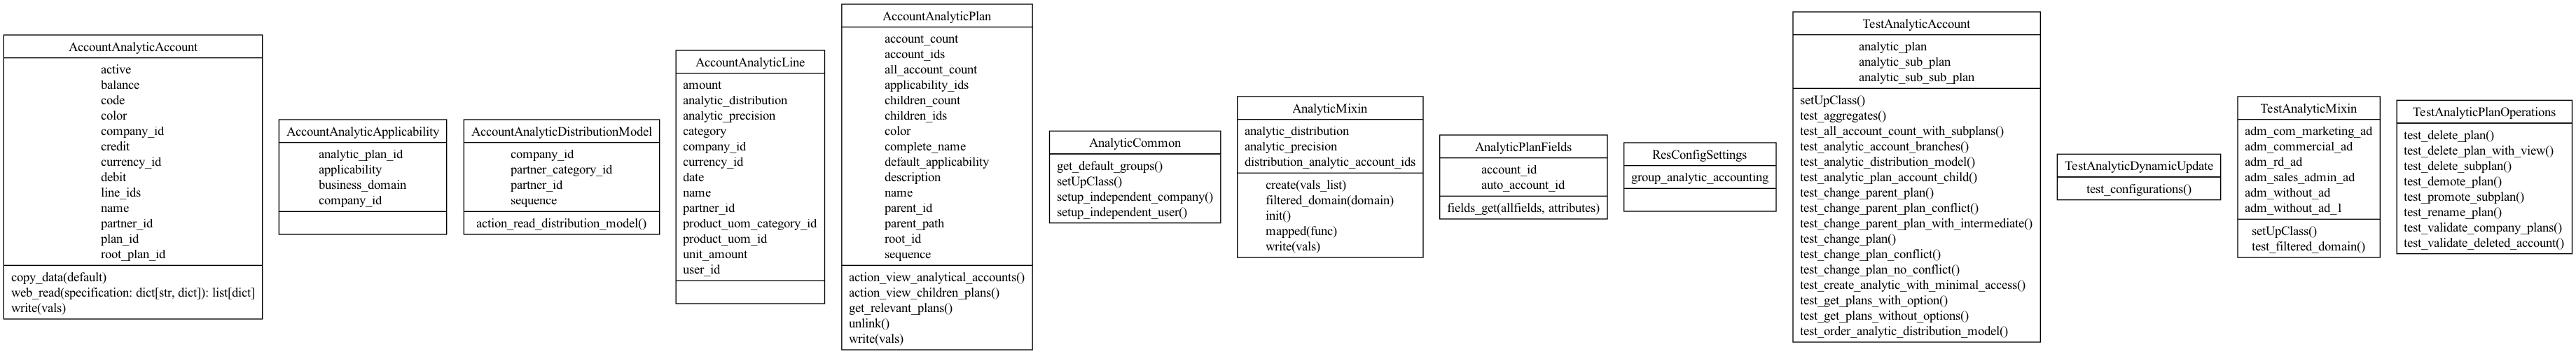 AccountAnalyticAccount
active
balance
code
color
company_id
credit
currency_id
debit
line_ids
name
partner_id
plan_id
root_plan_id
copy_data(default)
web_read(specification: dict[str, dict]): list[dict]
write(vals)
AccountAnalyticApplicability
analytic_plan_id
applicability
business_domain
company_id
AccountAnalyticDistributionModel
company_id
partner_category_id
partner_id
sequence
action_read_distribution_model()
AccountAnalyticLine
amount
analytic_distribution
analytic_precision
category
company_id
currency_id
date
name
partner_id
product_uom_category_id
product_uom_id
unit_amount
user_id
AccountAnalyticPlan
account_count
account_ids
all_account_count
applicability_ids
children_count
children_ids
color
complete_name
default_applicability
description
name
parent_id
parent_path
root_id
sequence
action_view_analytical_accounts()
action_view_children_plans()
get_relevant_plans()
unlink()
write(vals)
AnalyticCommon
get_default_groups()
setUpClass()
setup_independent_company()
setup_independent_user()
AnalyticMixin
analytic_distribution
analytic_precision
distribution_analytic_account_ids
create(vals_list)
filtered_domain(domain)
init()
mapped(func)
write(vals)
AnalyticPlanFields
account_id
auto_account_id
fields_get(allfields, attributes)
ResConfigSettings
group_analytic_accounting
TestAnalyticAccount
analytic_plan
analytic_sub_plan
analytic_sub_sub_plan
setUpClass()
test_aggregates()
test_all_account_count_with_subplans()
test_analytic_account_branches()
test_analytic_distribution_model()
test_analytic_plan_account_child()
test_change_parent_plan()
test_change_parent_plan_conflict()
test_change_parent_plan_with_intermediate()
test_change_plan()
test_change_plan_conflict()
test_change_plan_no_conflict()
test_create_analytic_with_minimal_access()
test_get_plans_with_option()
test_get_plans_without_options()
test_order_analytic_distribution_model()
TestAnalyticDynamicUpdate
test_configurations()
TestAnalyticMixin
adm_com_marketing_ad
adm_commercial_ad
adm_rd_ad
adm_sales_admin_ad
adm_without_ad
adm_without_ad_1
setUpClass()
test_filtered_domain()
TestAnalyticPlanOperations
test_delete_plan()
test_delete_plan_with_view()
test_delete_subplan()
test_demote_plan()
test_promote_subplan()
test_rename_plan()
test_validate_company_plans()
test_validate_deleted_account()